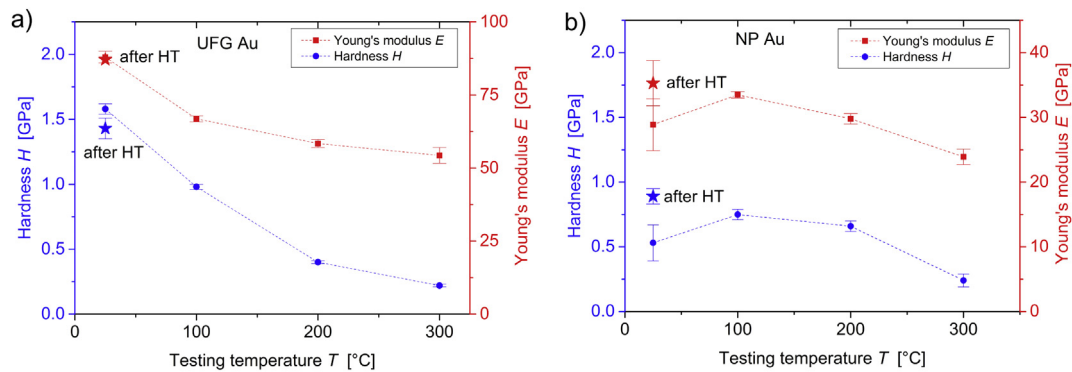 a)
UFG Au
Young's modulus E
Hardness H
after HT
after HT
2.0
1.5
1.0
0.5
0.0
Hardness H [GPa]
100
75
50
25
0
Young's modulus E [GPa]
0
100
200
300
Testing temperature T [°C]
b)
NP Au
Young's modulus E
Hardness H
after HT
after HT
2.0
1.5
1.0
0.5
0.0
Hardness H [GPa]
40
30
20
10
0
Young's modulus E [GPa]
0
100
200
300
Testing temperature T [°C]